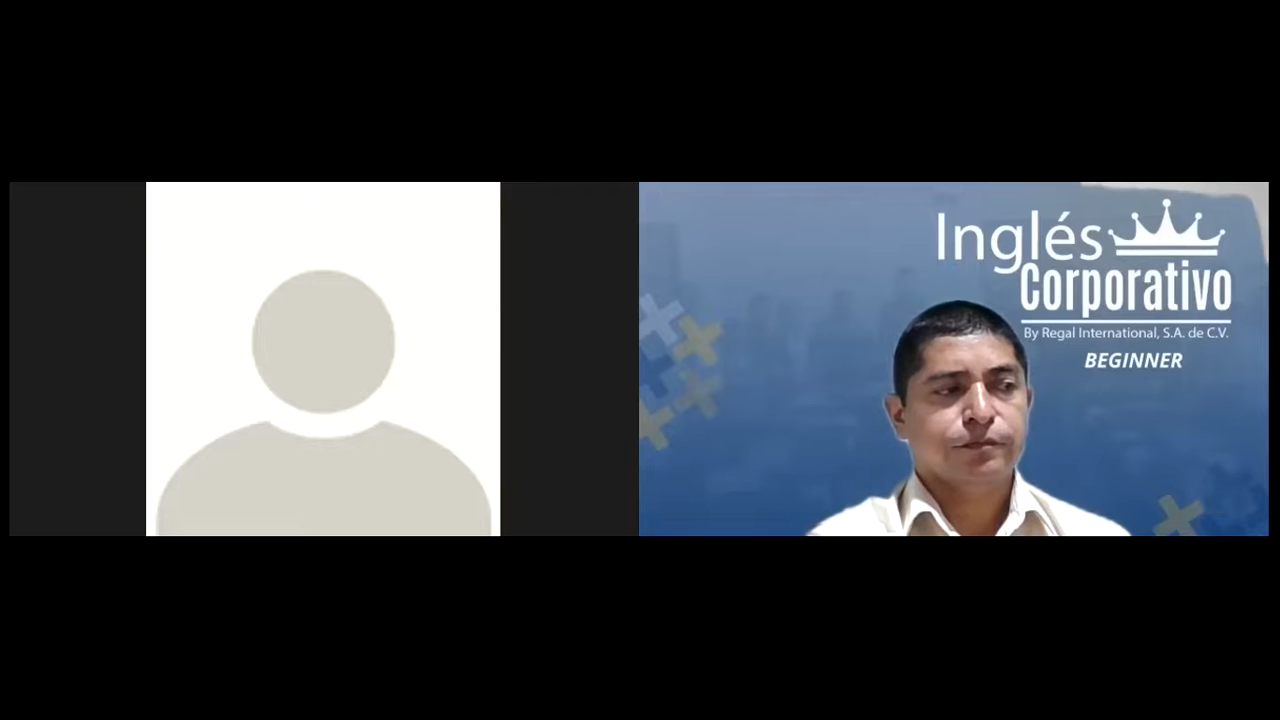 Inglés
Corporativo
By Regal International, S.A. de C.V.
BEGINNER